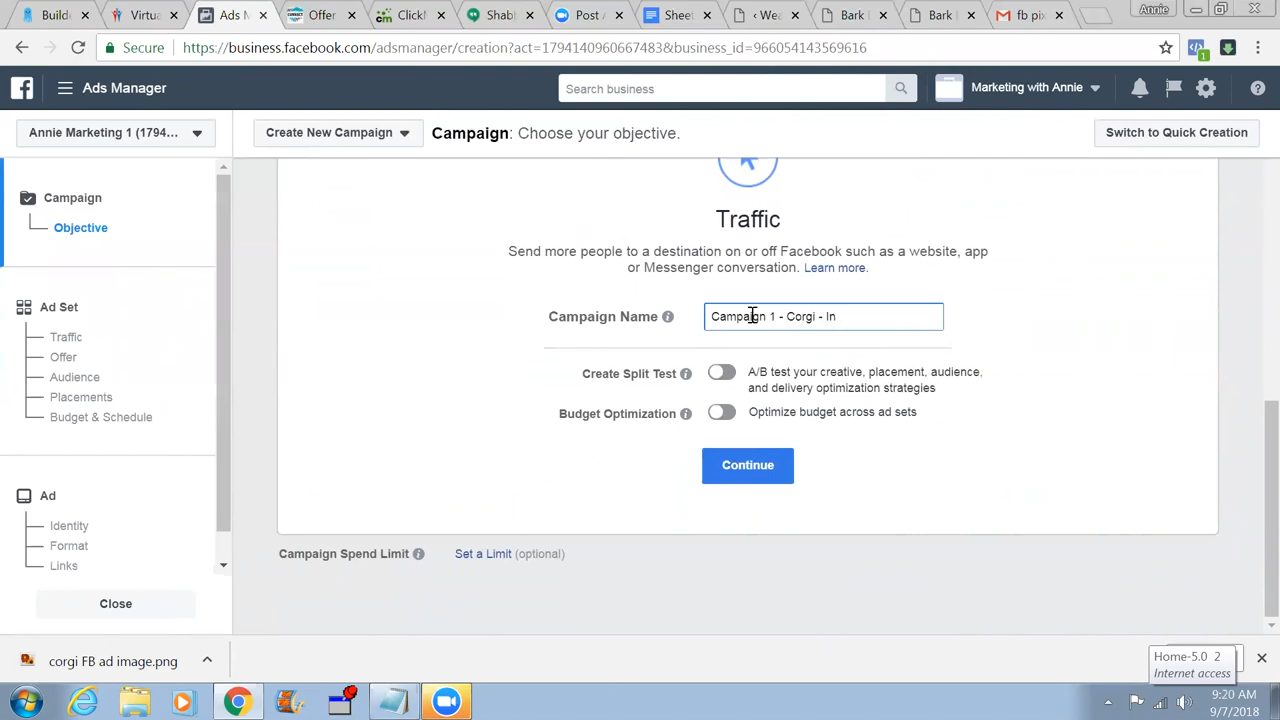 Build
Virtua
Ads M
Offer
ClickM
Shabb
Post A
Sheet
‹ Wea
Bark I
Bark I
fb pix
Annie
Secure
https://business.facebook.com/adsmanager/creation?act=1794140960667483&business_id=966054143569616
1
Ads Manager
Search business
Marketing with Annie
Annie Marketing 1 (1794...
Create New Campaign
Campaign: Choose your objective.
Switch to Quick Creation
Campaign
Objective
Ad Set
Traffic
Offer
Audience
Placements
Budget & Schedule
Ad
Identity
Format
Links
Close
Traffic
Send more people to a destination on or off Facebook such as a website, app
or Messenger conversation. Learn more.
Campaign Name
Campaign 1 - Corgi - In
Create Split Test
A/B test your creative, placement, audience,
and delivery optimization strategies
Budget Optimization
Optimize budget across ad sets
Continue
Campaign Spend Limit
Set a Limit (optional)
corgi FB ad image.png
Home-5.0 2
Internet access
9:20 AM
9/7/2018